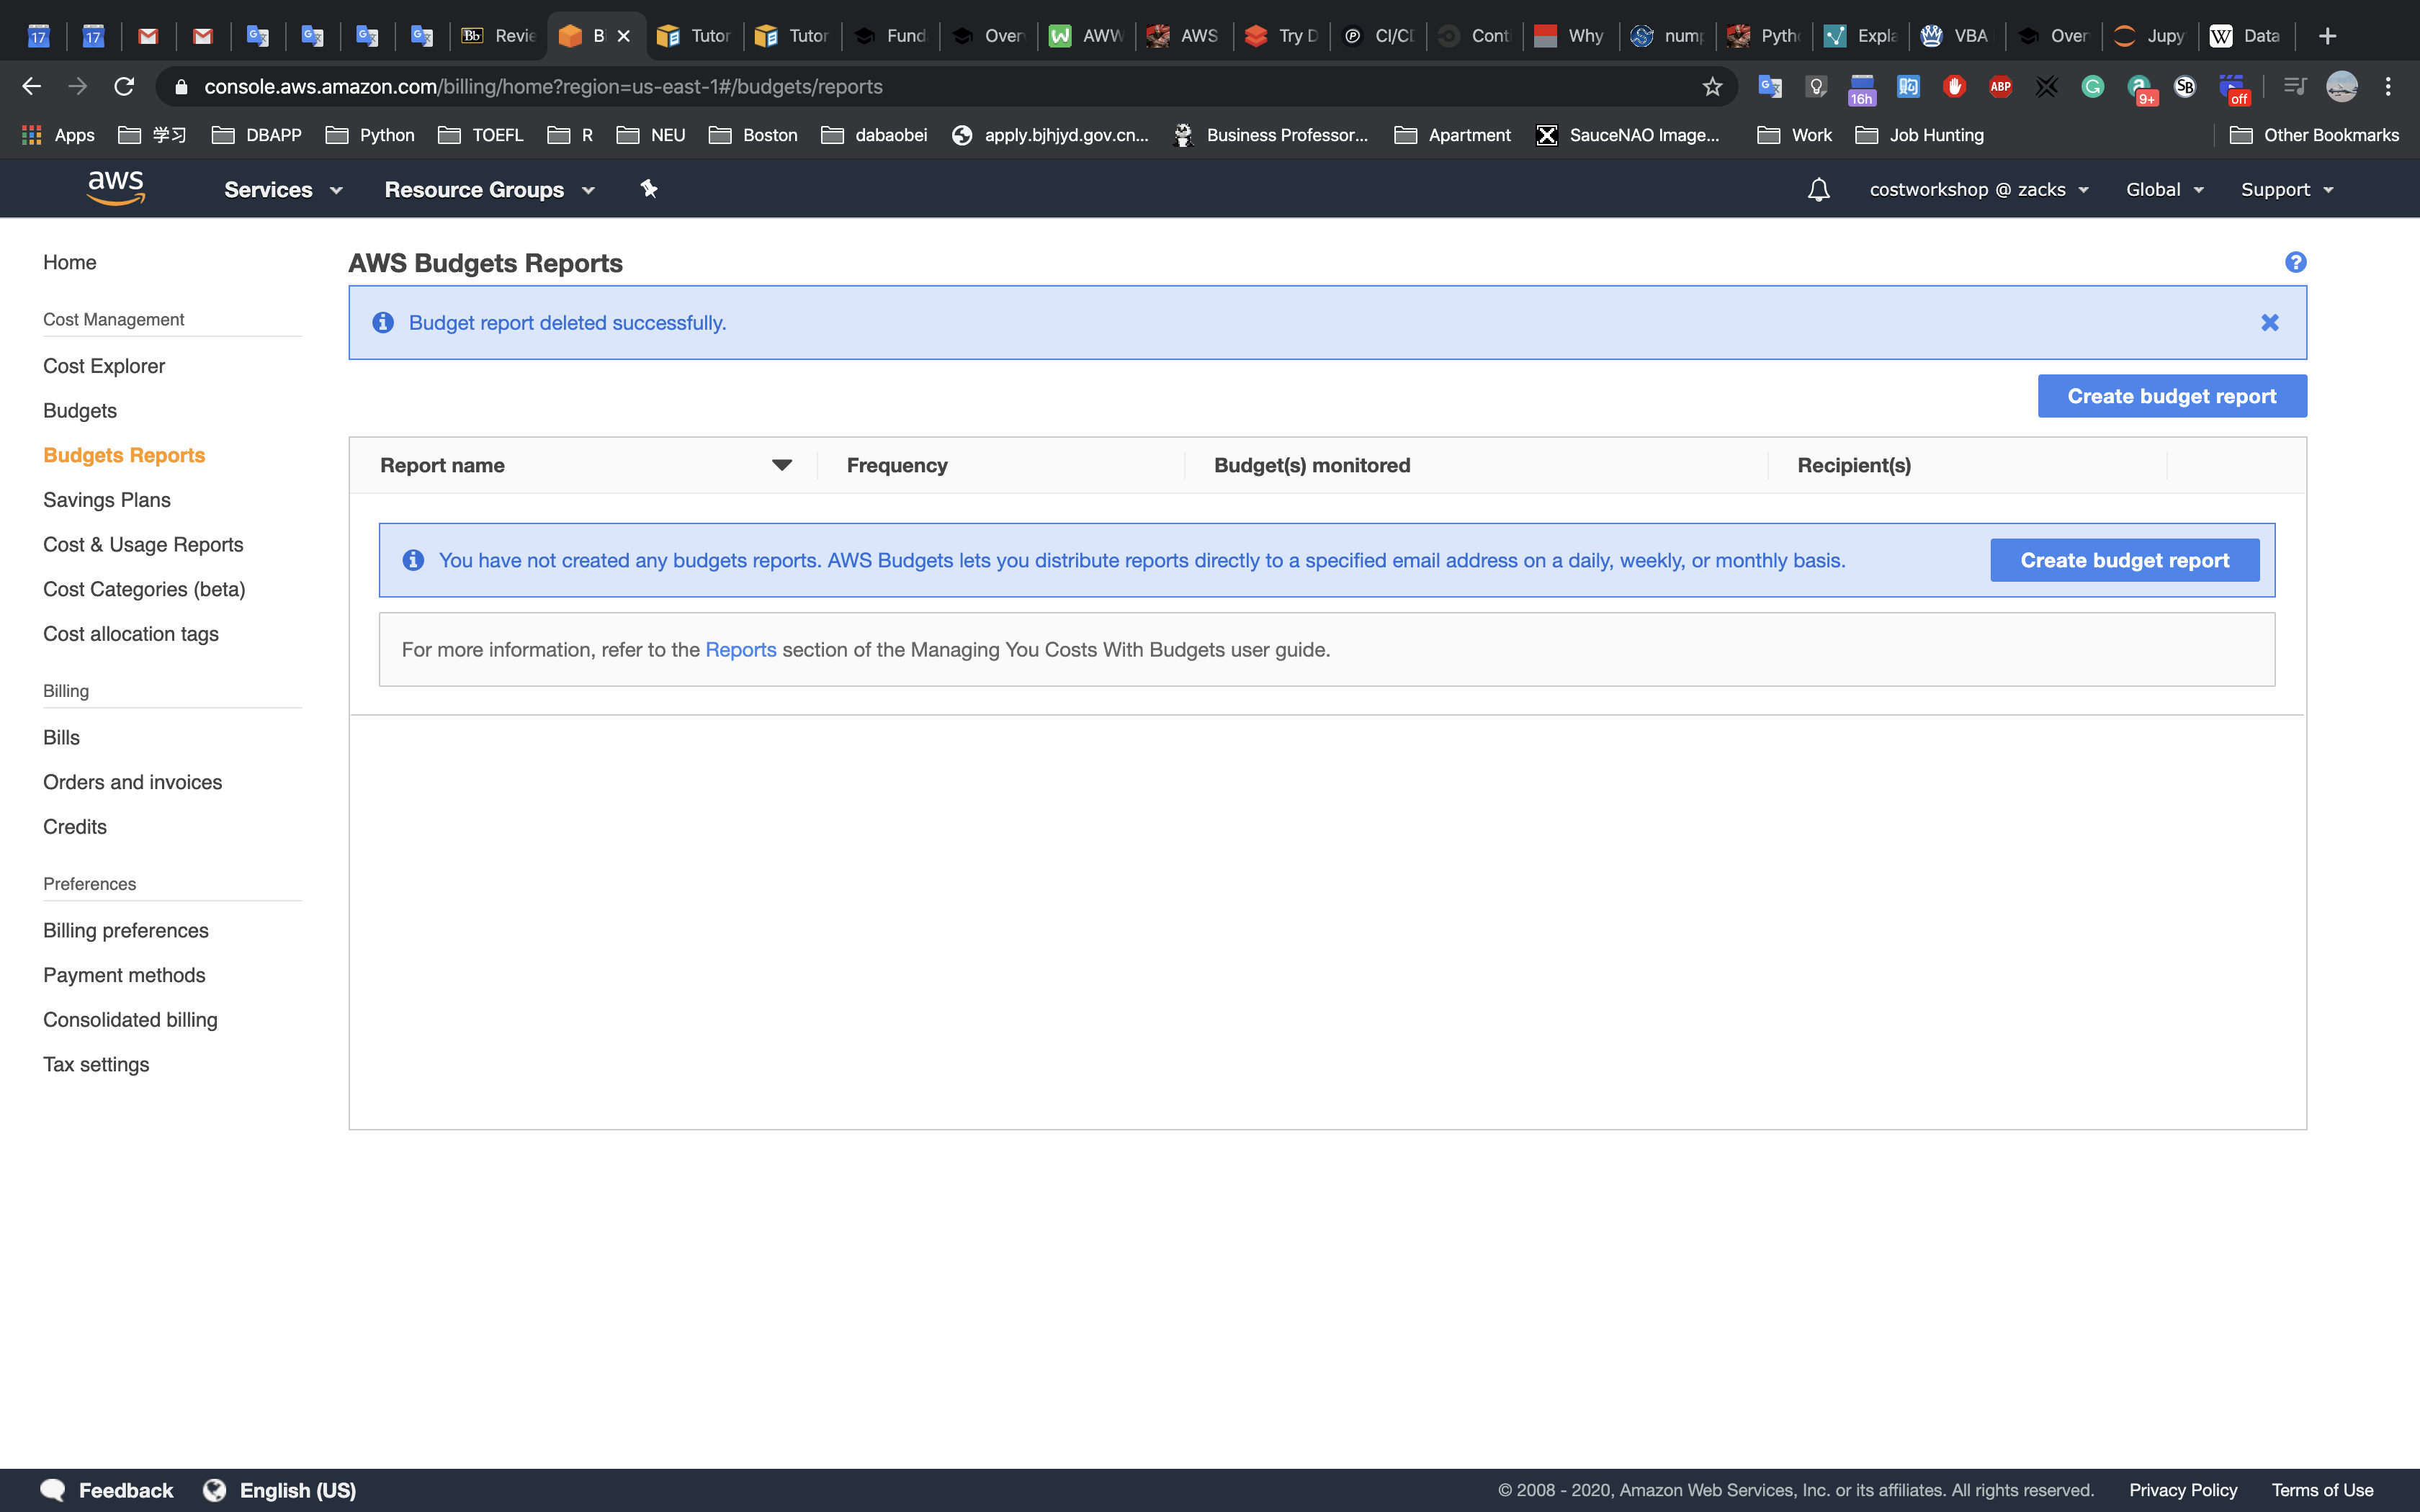 17 17 Bb Revie B Tutor Tutor Fund Over AWW AWS Try D CI/CD Conti Why nump Pytho Expla VBA Over Jupy W Data
console.aws.amazon.com/billing/home?region=us-east-1#/budgets/reports 16h ABP 9+ SB off
Apps 学习 DBAPP Python TOEFL R NEU Boston dabaobei apply.bjhjyd.gov.cn... Business Professor... Apartment SauceNAO Image... Work Job Hunting Other Bookmarks
aws Services Resource Groups costworkshop @ zacks Global Support
Home
Cost Management
Cost Explorer
Budgets
Budgets Reports
Savings Plans
Cost & Usage Reports
Cost Categories (beta)
Cost allocation tags
Billing
Bills
Orders and invoices
Credits
Preferences
Billing preferences
Payment methods
Consolidated billing
Tax settings
AWS Budgets Reports
Budget report deleted successfully.
Create budget report
Report name Frequency Budget(s) monitored Recipient(s)
You have not created any budgets reports. AWS Budgets lets you distribute reports directly to a specified email address on a daily, weekly, or monthly basis. Create budget report
For more information, refer to the Reports section of the Managing You Costs With Budgets user guide.
Feedback English (US) © 2008 - 2020, Amazon Web Services, Inc. or its affiliates. All rights reserved. Privacy Policy Terms of Use